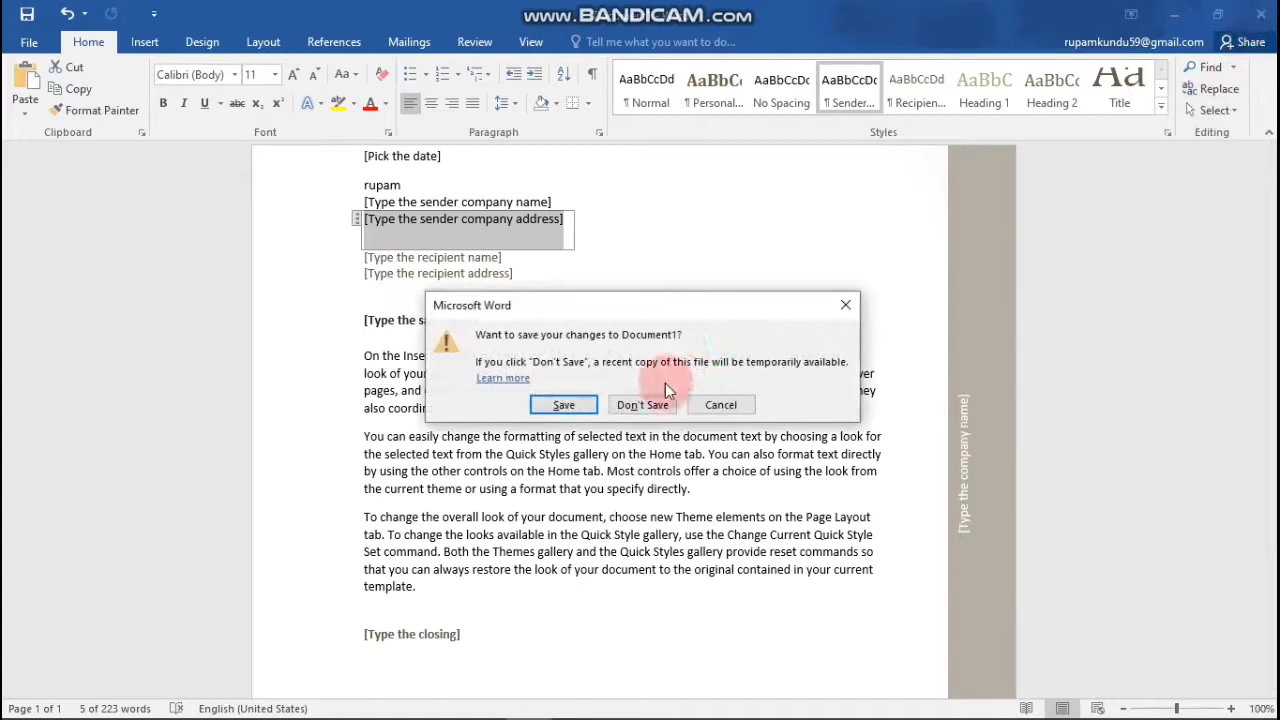 www.BANDICAM.com
File Home Insert Design Layout References Mailings Review View Tell me what you want to do... rupamkundu59@gmail.com Share
Paste Cut Copy Format Painter
Calibri (Body) 11
AaBbCcDd AaBbC AaBbCcDd AaBbCcDc AaBbCcDd AaBbC AaBbCcD Aa
¶ Normal ¶ Personal... No Spacing ¶ Sender... ¶ Recipien... Heading 1 Heading 2 Title
Find
Replace
Select
Clipboard Font Paragraph Styles Editing
[Pick the date]
rupam
[Type the sender company name]
[Type the sender company address]
[Type the recipient name]
[Type the recipient address]
[Type the s
Microsoft Word
Want to save your changes to Document1?
If you click "Don't Save", a recent copy of this file will be temporarily available.
Learn more
Save Don't Save Cancel
On the Inse
look of your
pages, and
also coordin
You can easily change the formatting of selected text in the document text by choosing a look for
the selected text from the Quick Styles gallery on the Home tab. You can also format text directly
by using the other controls on the Home tab. Most controls offer a choice of using the look from
the current theme or using a format that you specify directly.
To change the overall look of your document, choose new Theme elements on the Page Layout
tab. To change the looks available in the Quick Style gallery, use the Change Current Quick Style
Set command. Both the Themes gallery and the Quick Styles gallery provide reset commands so
that you can always restore the look of your document to the original contained in your current
template.
[Type the closing]
[Type the company name]
Page 1 of 1 5 of 223 words English (United States) 100%